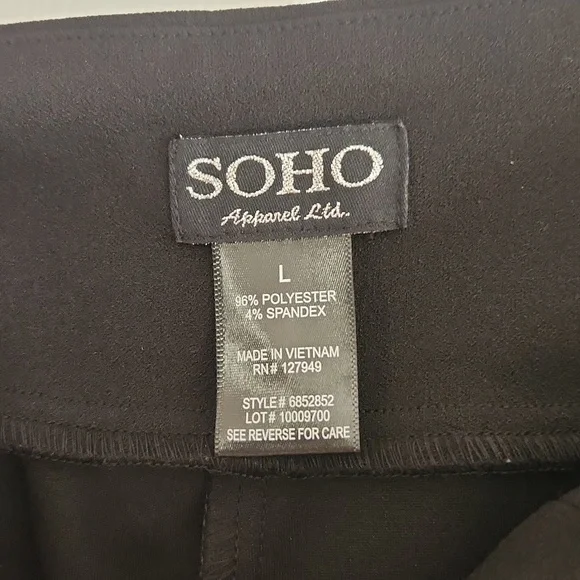 SOHO
Apparel Ltd.
L
96% POLYESTER
4% SPANDEX
MADE IN VIETNAM
RN# 127949
STYLE# 6852852
LOT# 10009700
SEE REVERSE FOR CARE